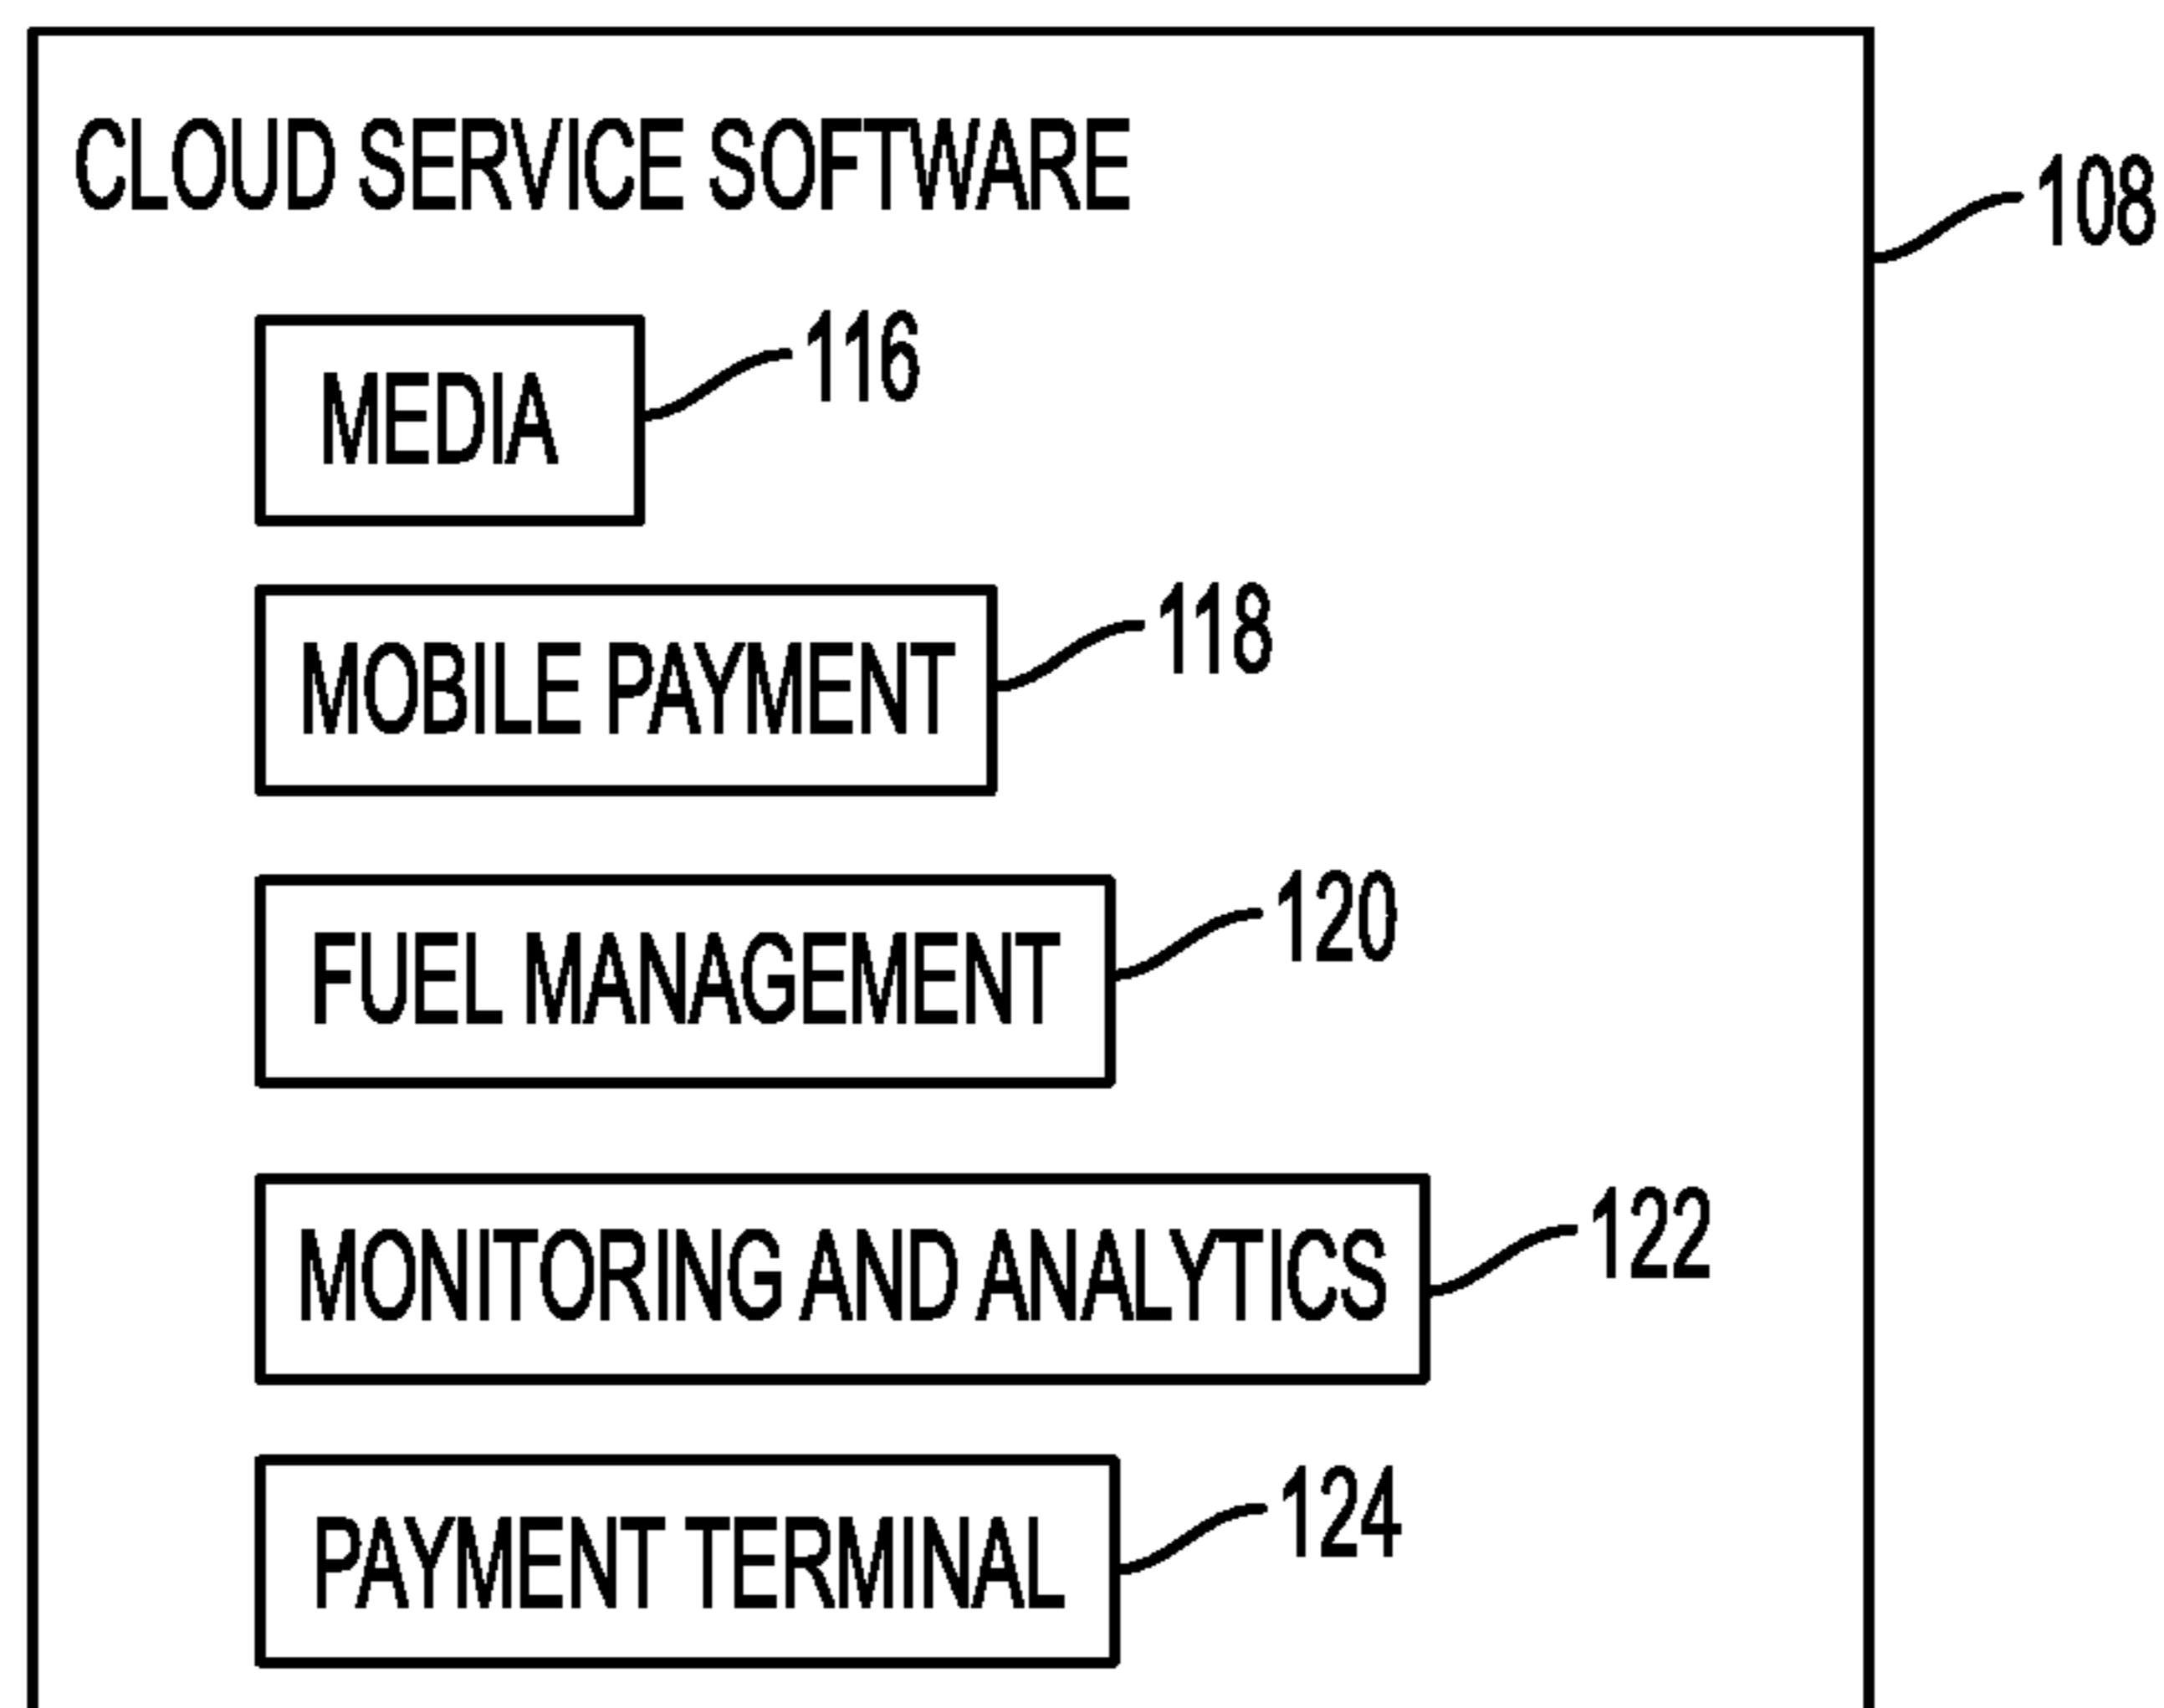 CLOUD SERVICE SOFTWARE
108
MEDIA
116
MOBILE PAYMENT
118
FUEL MANAGEMENT
120
MONITORING AND ANALYTICS
122
PAYMENT TERMINAL
124